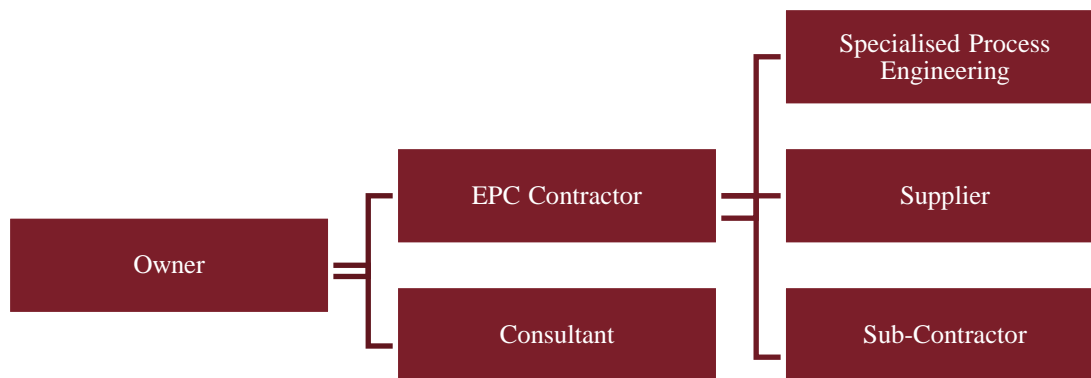 Specialised Process
Engineering
EPC Contractor
Supplier
Owner
Consultant
Sub-Contractor